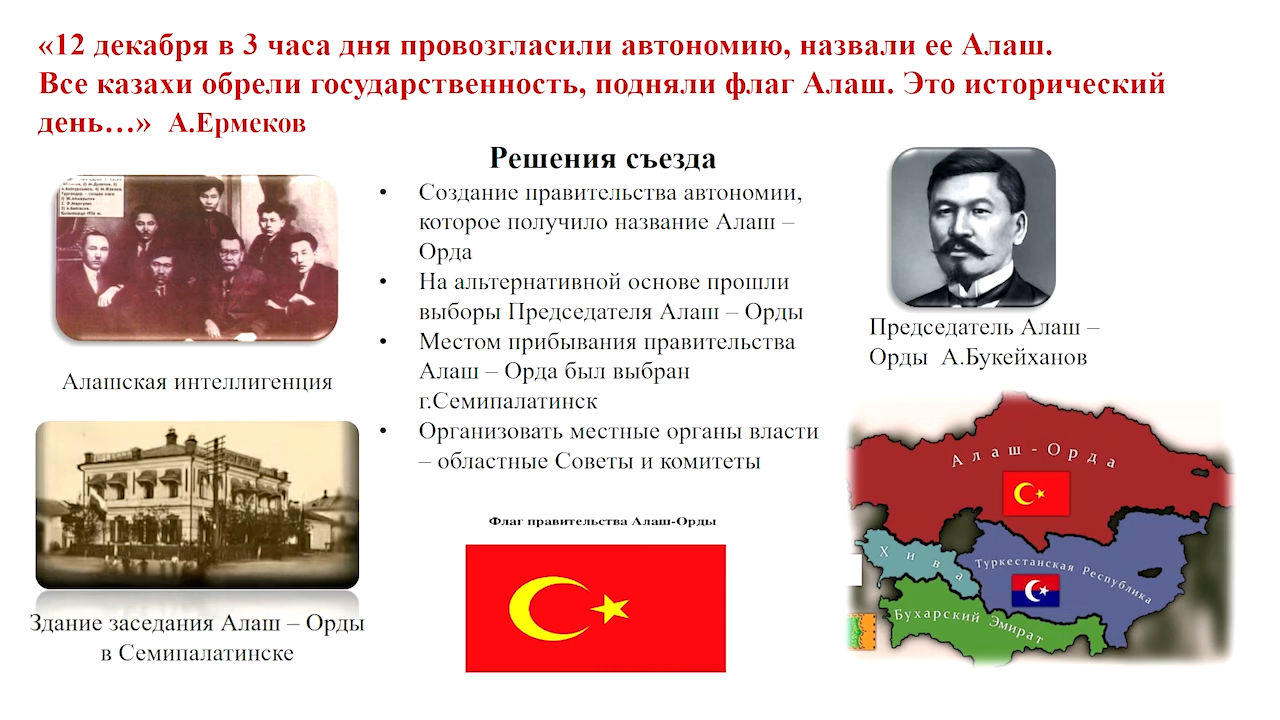 «12 декабря в 3 часа дня провозгласили автономию, назвали ее Алаш.
Все казахи обрели государственность, подняли флаг Алаш. Это исторический
день…» А.Ермеков
Решения съезда
• Создание правительства автономии,
которое получило название Алаш –
Орда
• На альтернативной основе прошли
выборы Председателя Алаш – Орды
• Местом прибывания правительства
Алаш – Орда был выбран
г.Семипалатинск
• Организовать местные органы власти
– областные Советы и комитеты
Алашская интеллигенция
Здание заседания Алаш – Орды
в Семипалатинске
Флаг правительства Алаш-Орды
Председатель Алаш –
Орды А.Букейханов
Алаш-Орда
Хива
Туркестанская Республика
Бухарский Эмират